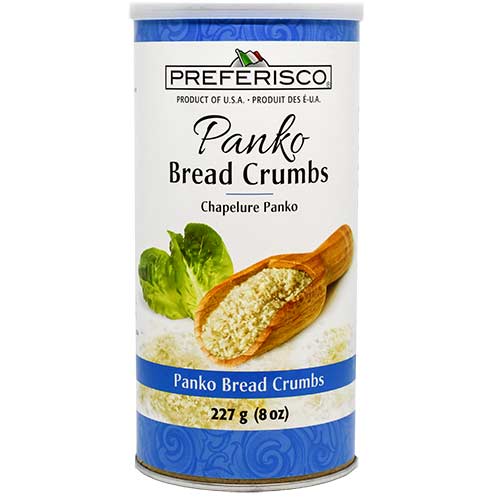 PREFERISCO®
PRODUCT OF U.S.A. • PRODUIT DES É-U.A.
Panko
Bread Crumbs
Chapelure Panko
Panko Bread Crumbs
227 g (8 oz)